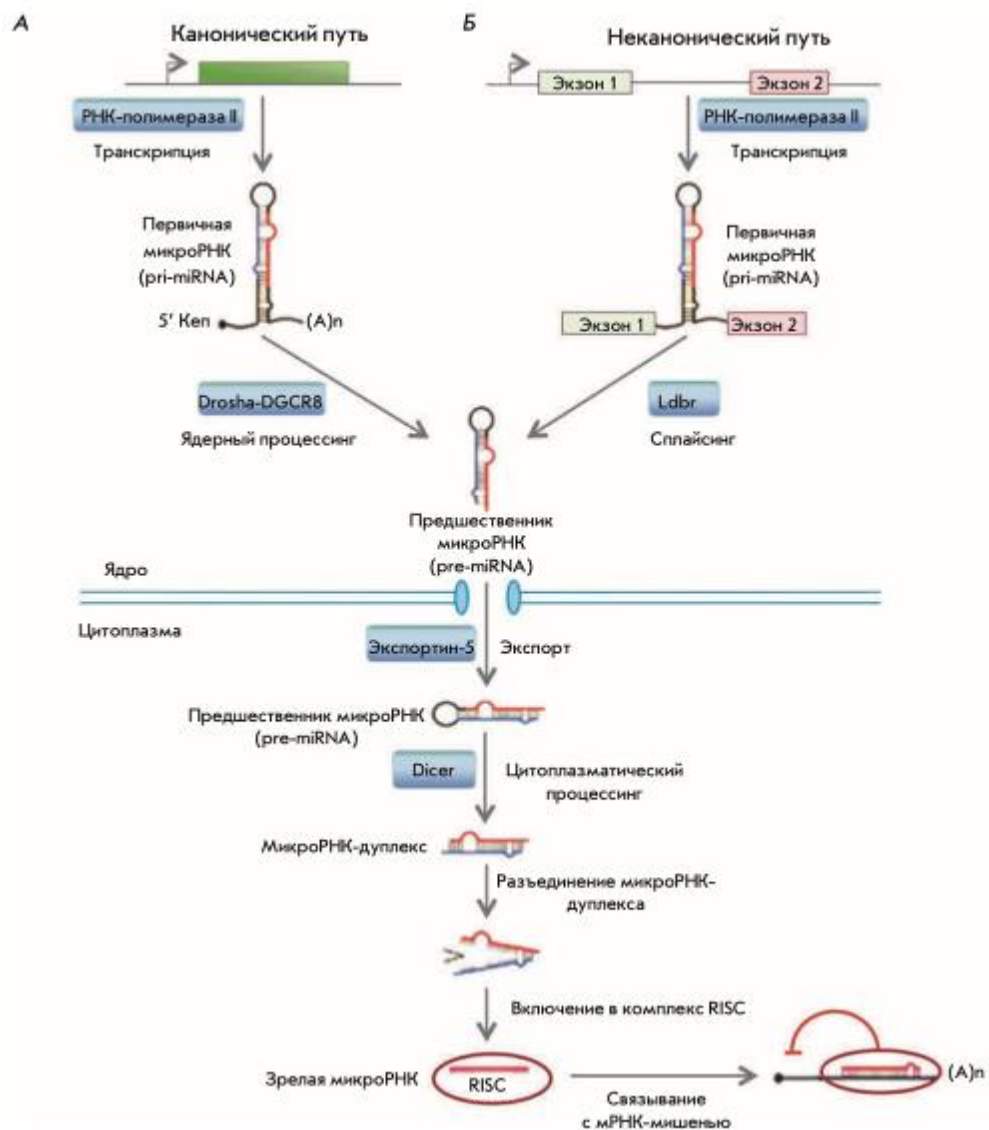 А
Канонический путь
РНК-полимераза II
Транскрипция
Первичная
микроРНК
(pri-miRNA)
5' Кеп
(A)n
Drosha-DGCR8
Ядерный процессинг
Б
Неканонический путь
Экзон 1
Экзон 2
РНК-полимераза II
Транскрипция
Первичная
микроРНК
(pri-miRNA)
Экзон 1
Экзон 2
Ldbr
Сплайсинг
Предшественник
микроРНК
(pre-miRNA)
Ядро
Цитоплазма
Экспортин-5
Экспорт
Предшественник микроРНК
(pre-miRNA)
Dicer
Цитоплазматический
процессинг
МикроРНК-дуплекс
Разъединение микроРНК-
дуплекса
Включение в комплекс RISC
Зрелая микроРНК
RISC
Связывание
с мРНК-мишенью
(A)n